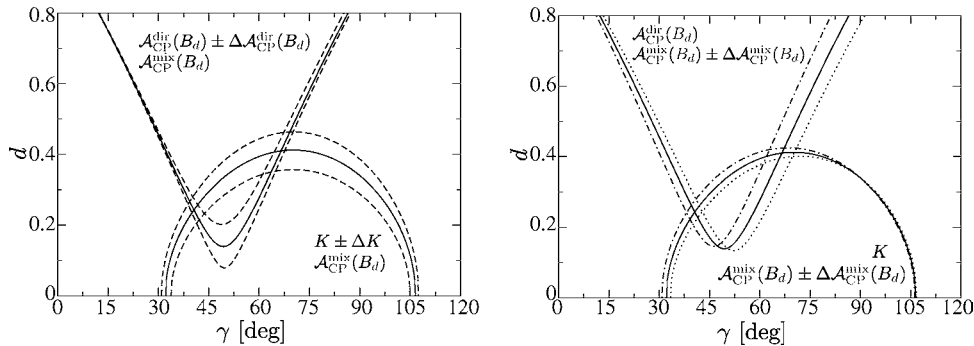 0.8
0.6
0.4
0.2
0
d
A_CP^dir(B_d) ± ΔA_CP^dir(B_d)
A_CP^mix(B_d)
K ± ΔK
A_CP^mix(B_d)
0 15 30 45 60 75 90 105 120
γ [deg]
0.8
0.6
0.4
0.2
0
d
A_CP^dir(B_d)
A_CP^mix(B_d) ± ΔA_CP^mix(B_d)
K
A_CP^mix(B_d) ± ΔA_CP^mix(B_d)
0 15 30 45 60 75 90 105 120
γ [deg]